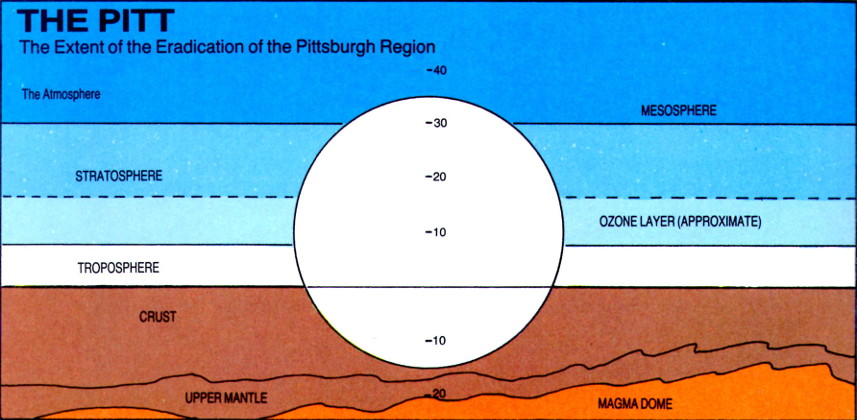 THE PITT
The Extent of the Eradication of the Pittsburgh Region
-40
The Atmosphere
MESOSPHERE
-30
STRATOSPHERE
-20
OZONE LAYER (APPROXIMATE)
-10
TROPOSPHERE
CRUST
-10
UPPER MANTLE
-20
MAGMA DOME